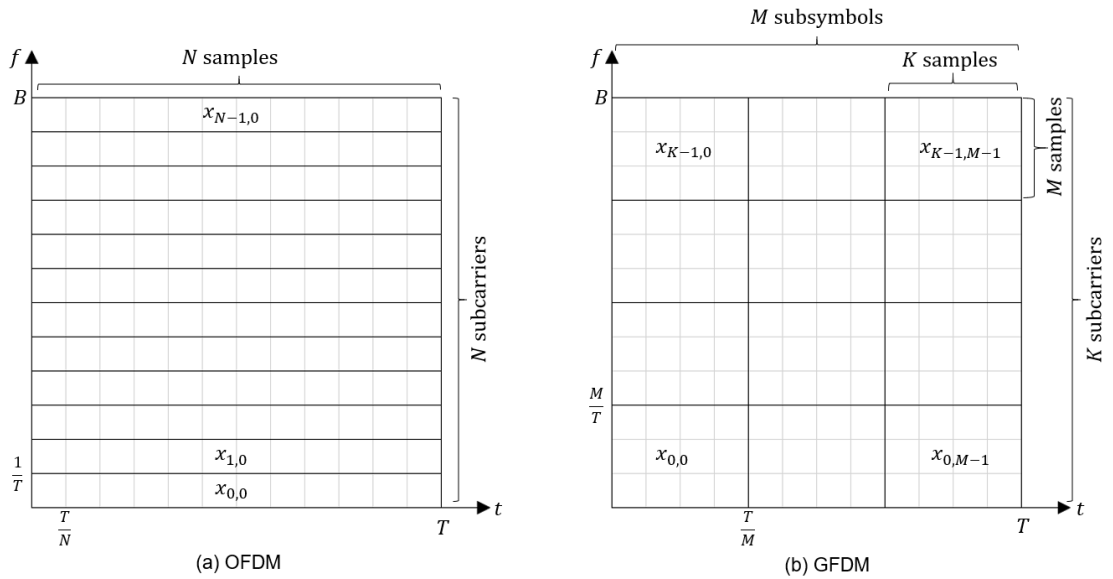 f
N samples
B
x_{N−1,0}
N subcarriers
1/T
x_{1,0}
x_{0,0}
T/N
T
t
(a) OFDM
M subsymbols
f
K samples
B
x_{K−1,0}
x_{K−1,M−1}
M samples
K subcarriers
M/T
x_{0,0}
x_{0,M−1}
T/M
T
t
(b) GFDM